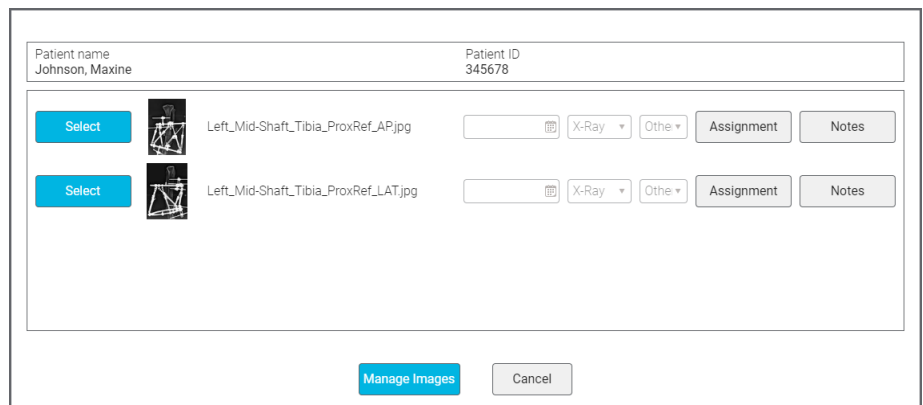 Patient name
Johnson, Maxine
Patient ID
345678
Select Left_Mid-Shaft_Tibia_ProxRef_AP.jpg X-Ray Othe Assignment Notes
Select Left_Mid-Shaft_Tibia_ProxRef_LAT.jpg X-Ray Othe Assignment Notes
Manage Images Cancel